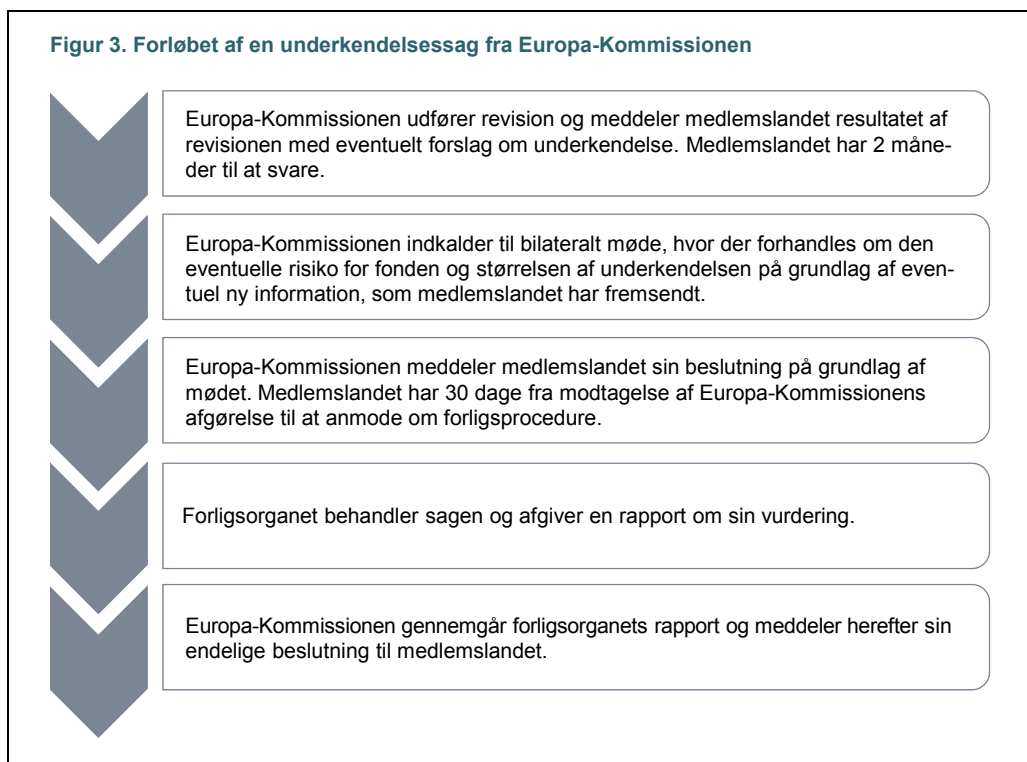 Figur 3. Forløbet af en underkendelsessag fra Europa-Kommissionen
Europa-Kommissionen udfører revision og meddeler medlemslandet resultatet af
revisionen med eventuelt forslag om underkendelse. Medlemslandet har 2 måne-
der til at svare.
Europa-Kommissionen indkalder til bilateralt møde, hvor der forhandles om den
eventuelle risiko for fonden og størrelsen af underkendelsen på grundlag af even-
tuel ny information, som medlemslandet har fremsendt.
Europa-Kommissionen meddeler medlemslandet sin beslutning på grundlag af
mødet. Medlemslandet har 30 dage fra modtagelse af Europa-Kommissionens
afgørelse til at anmode om forligsprocedure.
Forligsorganet behandler sagen og afgiver en rapport om sin vurdering.
Europa-Kommissionen gennemgår forligsorganets rapport og meddeler herefter sin
endelige beslutning til medlemslandet.